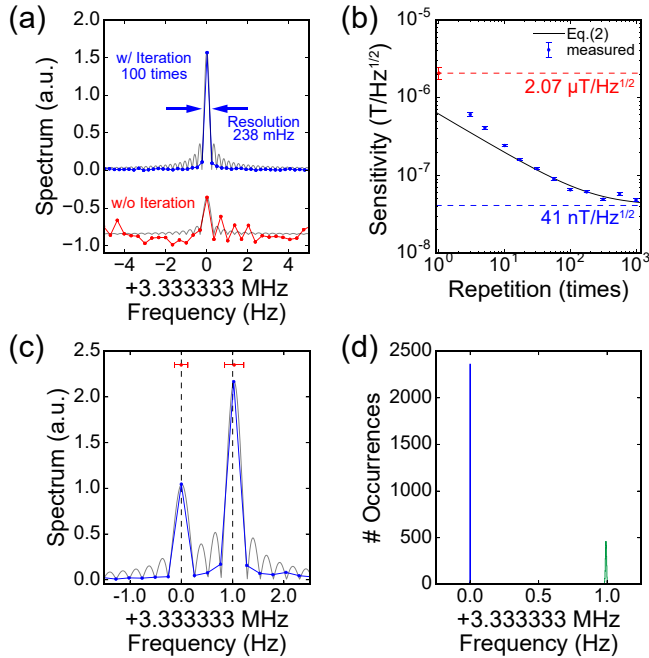 (a)
2.0
1.5
1.0
0.5
0.0
−0.5
−1.0
Spectrum (a.u.)
w/ Iteration
100 times
Resolution
238 mHz
w/o Iteration
−4 −2 0 2 4
+3.333333 MHz
Frequency (Hz)
(b)
10⁻⁵
10⁻⁶
10⁻⁷
10⁻⁸
Sensitivity (T/Hz¹/²)
Eq.(2)
measured
2.07 μT/Hz¹/²
41 nT/Hz¹/²
10⁰ 10¹ 10² 10³
Repetition (times)
(c)
2.5
2.0
1.5
1.0
0.5
0.0
Spectrum (a.u.)
-1.0 0.0 1.0 2.0
+3.333333 MHz
Frequency (Hz)
(d)
2500
2000
1500
1000
500
0
# Occurrences
0.0 0.5 1.0
+3.333333 MHz
Frequency (Hz)